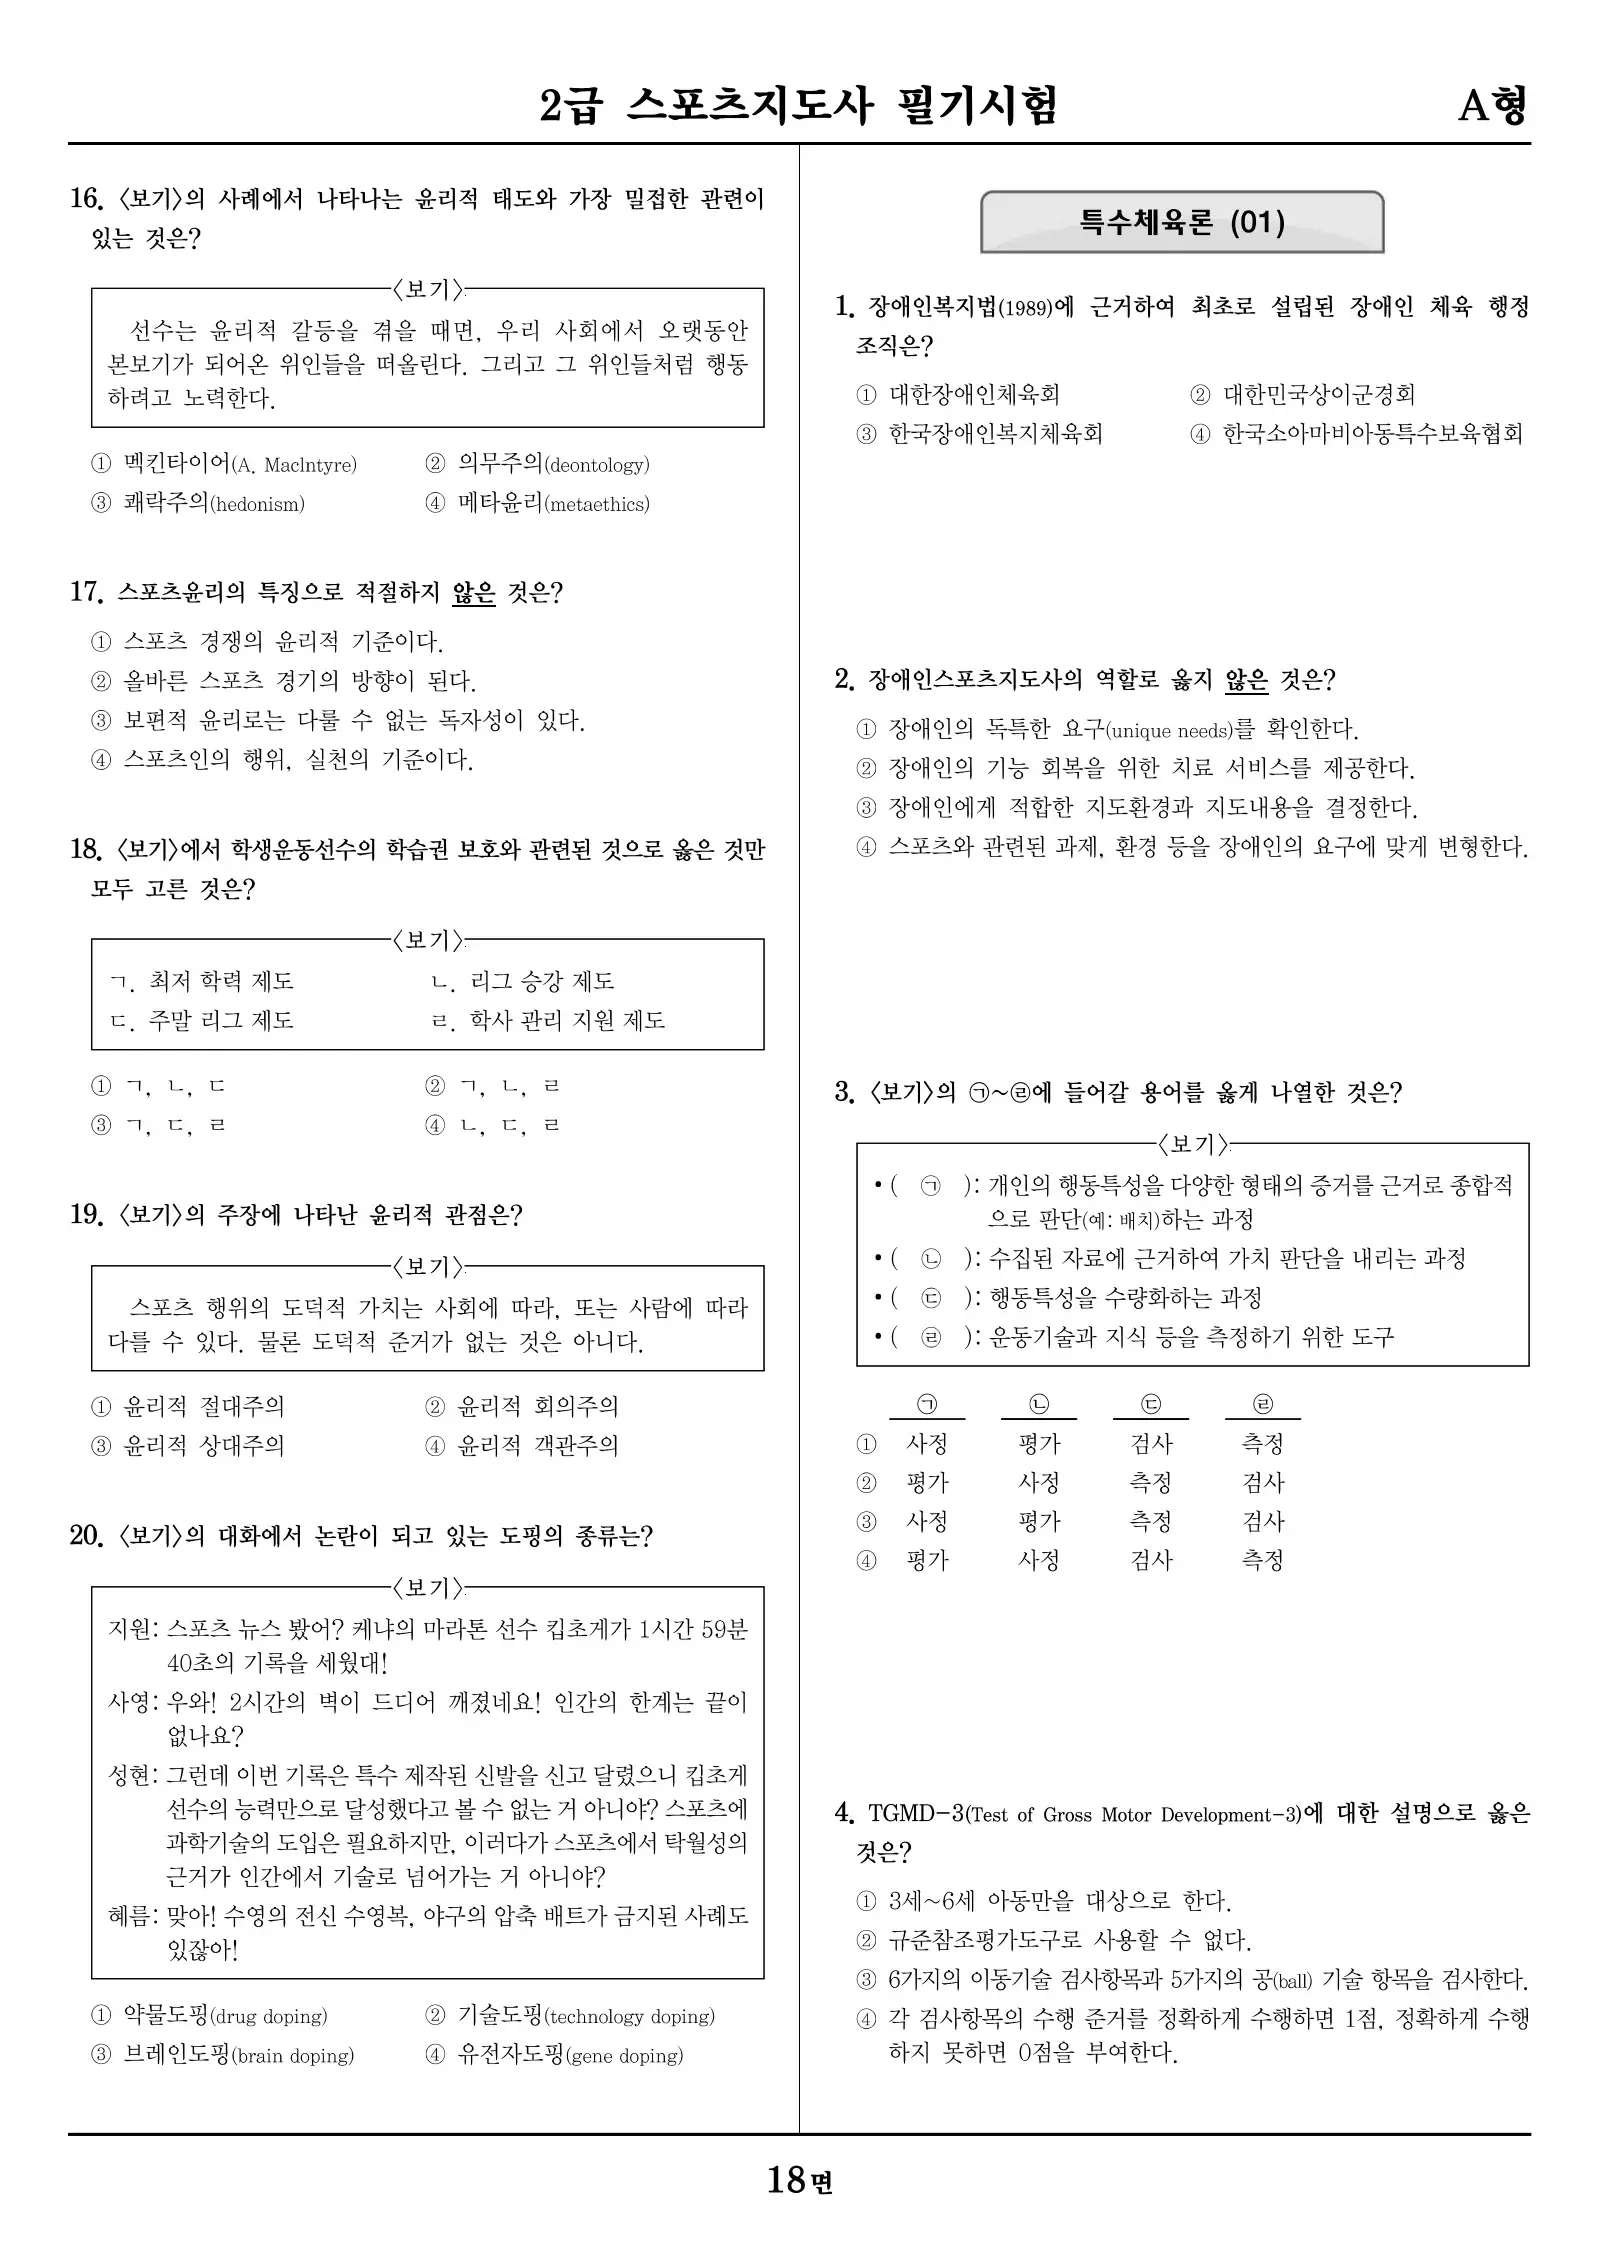 2급 스포츠지도사 필기시험
A형
16. 〈보기〉의 사례에서 나타나는 윤리적 태도와 가장 밀접한 관련이
있는 것은?
〈보기〉
선수는 윤리적 갈등을 겪을 때면, 우리 사회에서 오랫동안
본보기가 되어온 위인들을 떠올린다. 그리고 그 위인들처럼 행동
하려고 노력한다.
① 멕킨타이어(A. Maclntyre) ② 의무주의(deontology)
③ 쾌락주의(hedonism) ④ 메타윤리(metaethics)
17. 스포츠윤리의 특징으로 적절하지 않은 것은?
① 스포츠 경쟁의 윤리적 기준이다.
② 올바른 스포츠 경기의 방향이 된다.
③ 보편적 윤리로는 다룰 수 없는 독자성이 있다.
④ 스포츠인의 행위, 실천의 기준이다.
18. 〈보기〉에서 학생운동선수의 학습권 보호와 관련된 것으로 옳은 것만
모두 고른 것은?
〈보기〉
ㄱ. 최저 학력 제도 ㄴ. 리그 승강 제도
ㄷ. 주말 리그 제도 ㄹ. 학사 관리 지원 제도
① ㄱ, ㄴ, ㄷ ② ㄱ, ㄴ, ㄹ
③ ㄱ, ㄷ, ㄹ ④ ㄴ, ㄷ, ㄹ
19. 〈보기〉의 주장에 나타난 윤리적 관점은?
〈보기〉
스포츠 행위의 도덕적 가치는 사회에 따라, 또는 사람에 따라
다를 수 있다. 물론 도덕적 준거가 없는 것은 아니다.
① 윤리적 절대주의 ② 윤리적 회의주의
③ 윤리적 상대주의 ④ 윤리적 객관주의
20. 〈보기〉의 대화에서 논란이 되고 있는 도핑의 종류는?
〈보기〉
지원: 스포츠 뉴스 봤어? 케냐의 마라톤 선수 킵초게가 1시간 59분
40초의 기록을 세웠대!
사영: 우와! 2시간의 벽이 드디어 깨졌네요! 인간의 한계는 끝이
없나요?
성현: 그런데 이번 기록은 특수 제작된 신발을 신고 달렸으니 킵초게
선수의 능력만으로 달성했다고 볼 수 없는 거 아니야? 스포츠에
과학기술의 도입은 필요하지만, 이러다가 스포츠에서 탁월성의
근거가 인간에서 기술로 넘어가는 거 아니야?
혜름: 맞아! 수영의 전신 수영복, 야구의 압축 배트가 금지된 사례도
있잖아!
① 약물도핑(drug doping) ② 기술도핑(technology doping)
③ 브레인도핑(brain doping) ④ 유전자도핑(gene doping)
특수체육론 (01)
1. 장애인복지법(1989)에 근거하여 최초로 설립된 장애인 체육 행정
조직은?
① 대한장애인체육회 ② 대한민국상이군경회
③ 한국장애인복지체육회 ④ 한국소아마비아동특수보육협회
2. 장애인스포츠지도사의 역할로 옳지 않은 것은?
① 장애인의 독특한 요구(unique needs)를 확인한다.
② 장애인의 기능 회복을 위한 치료 서비스를 제공한다.
③ 장애인에게 적합한 지도환경과 지도내용을 결정한다.
④ 스포츠와 관련된 과제, 환경 등을 장애인의 요구에 맞게 변형한다.
3. 〈보기〉의 ㉠~㉣에 들어갈 용어를 옳게 나열한 것은?
〈보기〉
• ( ㉠ ): 개인의 행동특성을 다양한 형태의 증거를 근거로 종합적
으로 판단(예: 배치)하는 과정
• ( ㉡ ): 수집된 자료에 근거하여 가치 판단을 내리는 과정
• ( ㉢ ): 행동특성을 수량화하는 과정
• ( ㉣ ): 운동기술과 지식 등을 측정하기 위한 도구
㉠ ㉡ ㉢ ㉣
① 사정 평가 검사 측정
② 평가 사정 측정 검사
③ 사정 평가 측정 검사
④ 평가 사정 검사 측정
4. TGMD-3(Test of Gross Motor Development-3)에 대한 설명으로 옳은
것은?
① 3세~6세 아동만을 대상으로 한다.
② 규준참조평가도구로 사용할 수 없다.
③ 6가지의 이동기술 검사항목과 5가지의 공(ball) 기술 항목을 검사한다.
④ 각 검사항목의 수행 준거를 정확하게 수행하면 1점, 정확하게 수행
하지 못하면 0점을 부여한다.
18면